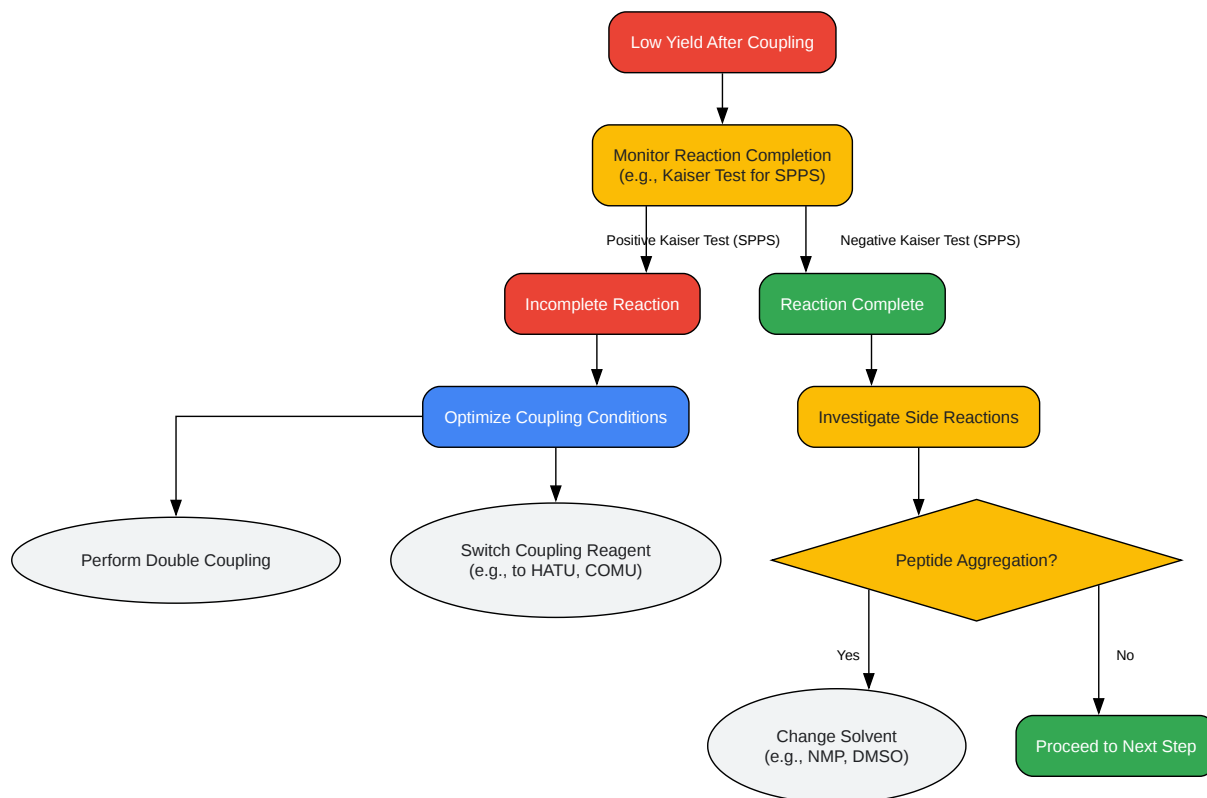 Low Yield After Coupling
Monitor Reaction Completion
(e.g., Kaiser Test for SPPS)
Positive Kaiser Test (SPPS)
Negative Kaiser Test (SPPS)
Incomplete Reaction
Reaction Complete
Optimize Coupling Conditions
Investigate Side Reactions
Perform Double Coupling
Switch Coupling Reagent
(e.g., to HATU, COMU)
Peptide Aggregation?
Yes
No
Change Solvent
(e.g., NMP, DMSO)
Proceed to Next Step